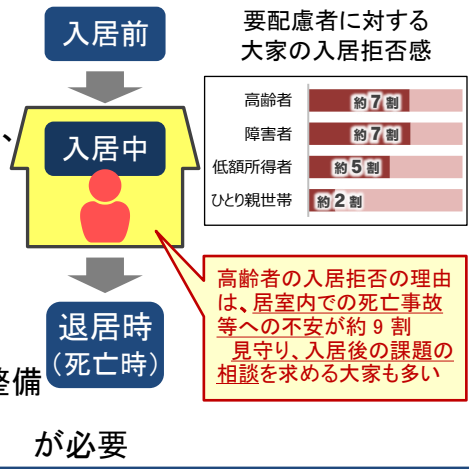 入居前
要配慮者に対する
大家の入居拒否感
高齢者 約7割
障害者 約7割
低額所得者 約5割
ひとり親世帯 約2割
、
入居中
高齢者の入居拒否の理由
は、居室内での死亡事故
等への不安が約9割
見守り、入居後の課題の
相談を求める大家も多い
退居時
(死亡時)
整備
が必要